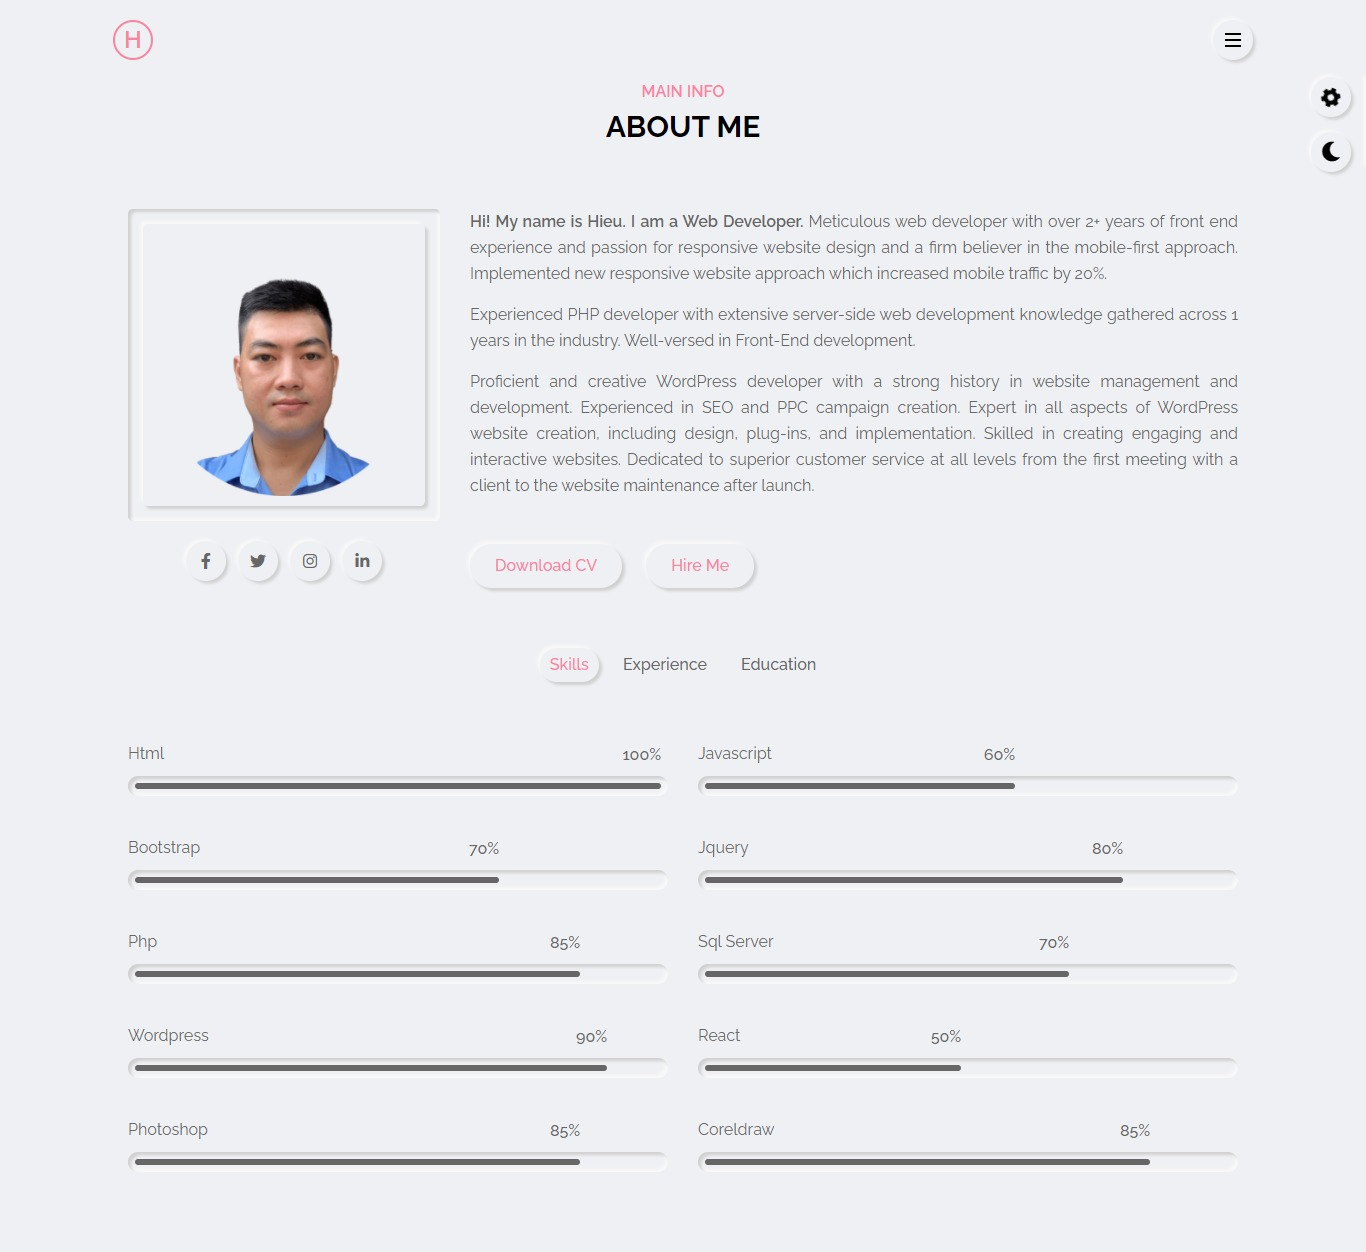 H
MAIN INFO
ABOUT ME
Hi! My name is Hieu. I am a Web Developer. Meticulous web developer with over 2+ years of front end
experience and passion for responsive website design and a firm believer in the mobile-first approach.
Implemented new responsive website approach which increased mobile traffic by 20%.
Experienced PHP developer with extensive server-side web development knowledge gathered across 1
years in the industry. Well-versed in Front-End development.
Proficient and creative WordPress developer with a strong history in website management and
development. Experienced in SEO and PPC campaign creation. Expert in all aspects of WordPress
website creation, including design, plug-ins, and implementation. Skilled in creating engaging and
interactive websites. Dedicated to superior customer service at all levels from the first meeting with a
client to the website maintenance after launch.
Download CV Hire Me
Skills Experience Education
Html 100% Javascript 60%
Bootstrap 70% Jquery 80%
Php 85% Sql Server 70%
Wordpress 90% React 50%
Photoshop 85% Coreldraw 85%